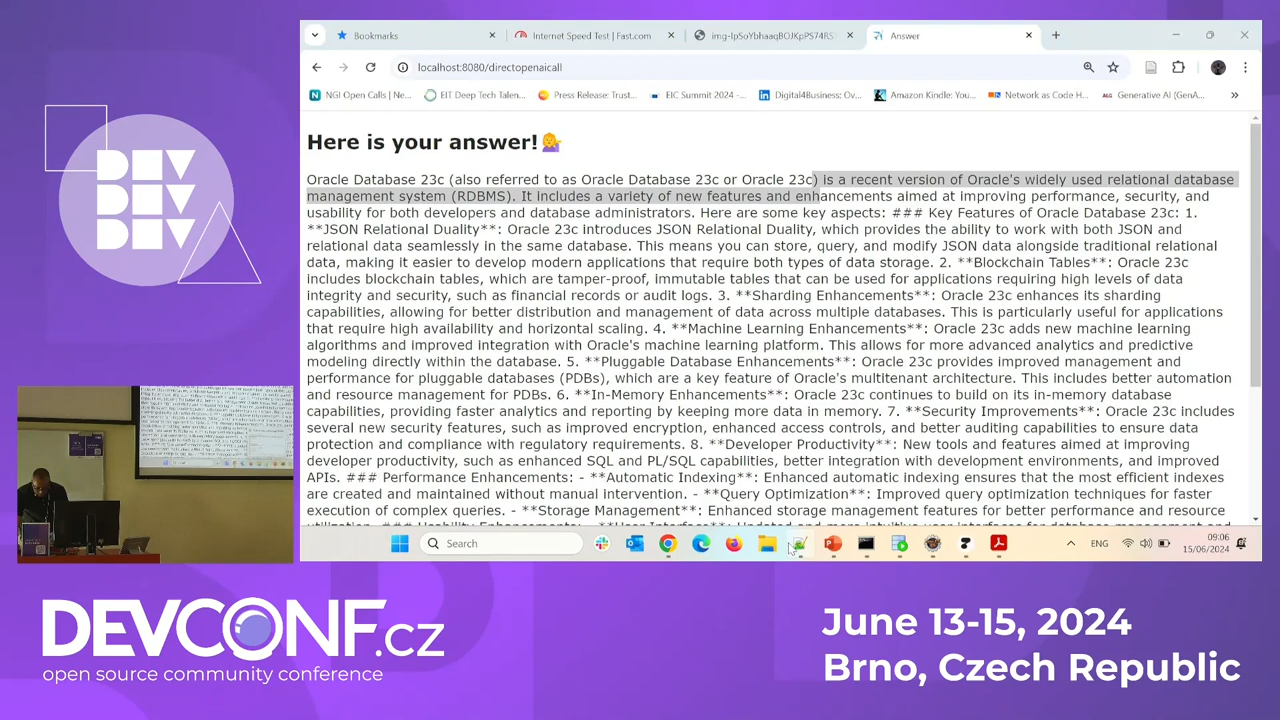 Bookmarks
Internet Speed Test | Fast.com
img-IpSoYbhaaqBOJKpPS74RS
Answer
localhost:8080/directopenaicall
NGI Open Calls | Ne...
EIT Deep Tech Talen...
Press Release: Trust...
EIC Summit 2024 -...
Digital4Business: Ov...
Amazon Kindle: You...
Network as Code H...
Generative AI (GenA...
Here is your answer!
Oracle Database 23c (also referred to as Oracle Database 23c or Oracle 23c) is a recent version of Oracle's widely used relational database
management system (RDBMS). It includes a variety of new features and enhancements aimed at improving performance, security, and
usability for both developers and database administrators. Here are some key aspects: ### Key Features of Oracle Database 23c: 1.
**JSON Relational Duality**: Oracle 23c introduces JSON Relational Duality, which provides the ability to work with both JSON and
relational data seamlessly in the same database. This means you can store, query, and modify JSON data alongside traditional relational
data, making it easier to develop modern applications that require both types of data storage. 2. **Blockchain Tables**: Oracle 23c
includes blockchain tables, which are tamper-proof, immutable tables that can be used for applications requiring high levels of data
integrity and security, such as financial records or audit logs. 3. **Sharding Enhancements**: Oracle 23c enhances its sharding
capabilities, allowing for better distribution and management of data across multiple databases. This is particularly useful for applications
that require high availability and horizontal scaling. 4. **Machine Learning Enhancements**: Oracle 23c adds new machine learning
algorithms and improved integration with Oracle's machine learning platform. This allows for more advanced analytics and predictive
modeling directly within the database. 5. **Pluggable Database Enhancements**: Oracle 23c provides improved management and
performance for pluggable databases (PDBs), which are a key feature of Oracle's multitenant architecture. This includes better automation
and resource management for PDBs. 6. **In-Memory Enhancements**: Oracle 23c continues to build on its in-memory database
capabilities, providing faster analytics and reporting by keeping more data in memory. 7. **Security Improvements**: Oracle 23c includes
several new security features, such as improved encryption, enhanced access controls, and better auditing capabilities to ensure data
protection and compliance with regulatory requirements. 8. **Developer Productivity**: New tools and features aimed at improving
developer productivity, such as enhanced SQL and PL/SQL capabilities, better integration with development environments, and improved
APIs. ### Performance Enhancements: - **Automatic Indexing**: Enhanced automatic indexing ensures that the most efficient indexes
are created and maintained without manual intervention. - **Query Optimization**: Improved query optimization techniques for faster
execution of complex queries. - **Storage Management**: Enhanced storage management features for better performance and resource
Search
ENG
09:06
15/06/2024
DEV
DEV
DEV
DEVCONF.cz
open source community conference
June 13-15, 2024
Brno, Czech Republic